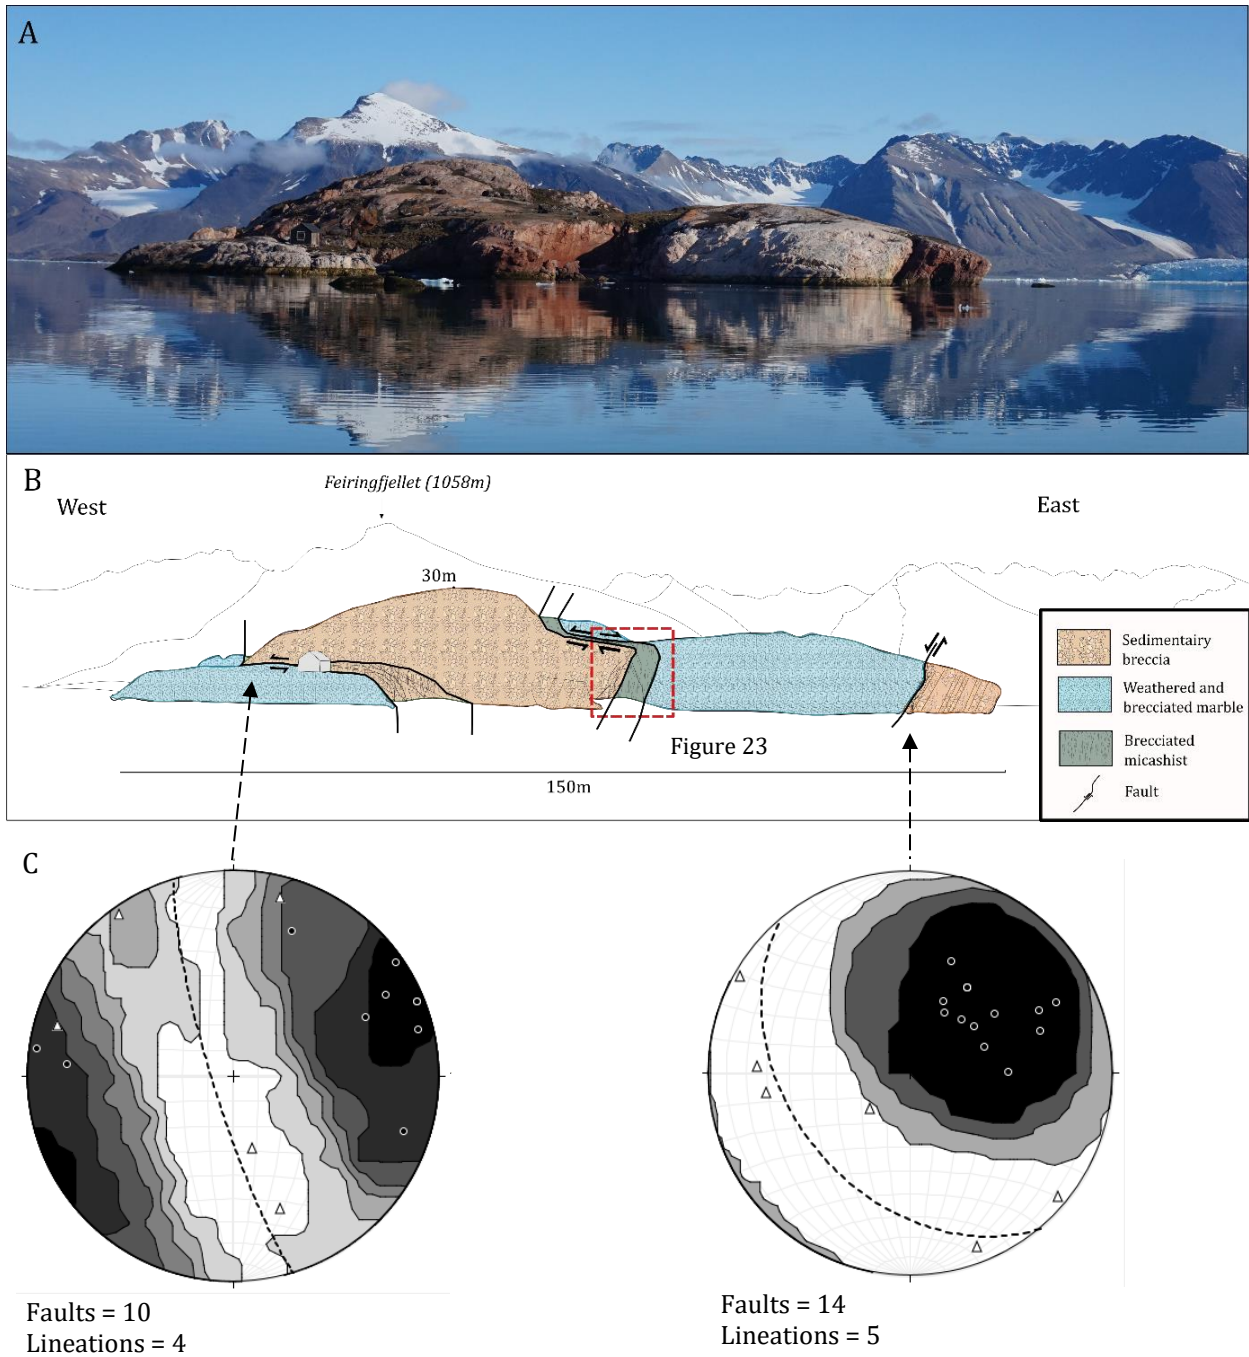 A
B
Feiringfjellet (1058m)
West
East
30m
Sedimentairy
breccia
Weathered and
brecciated marble
Brecciated
micashist
Fault
Figure 23
150m
C
Faults = 10
Lineations = 4
Faults = 14
Lineations = 5